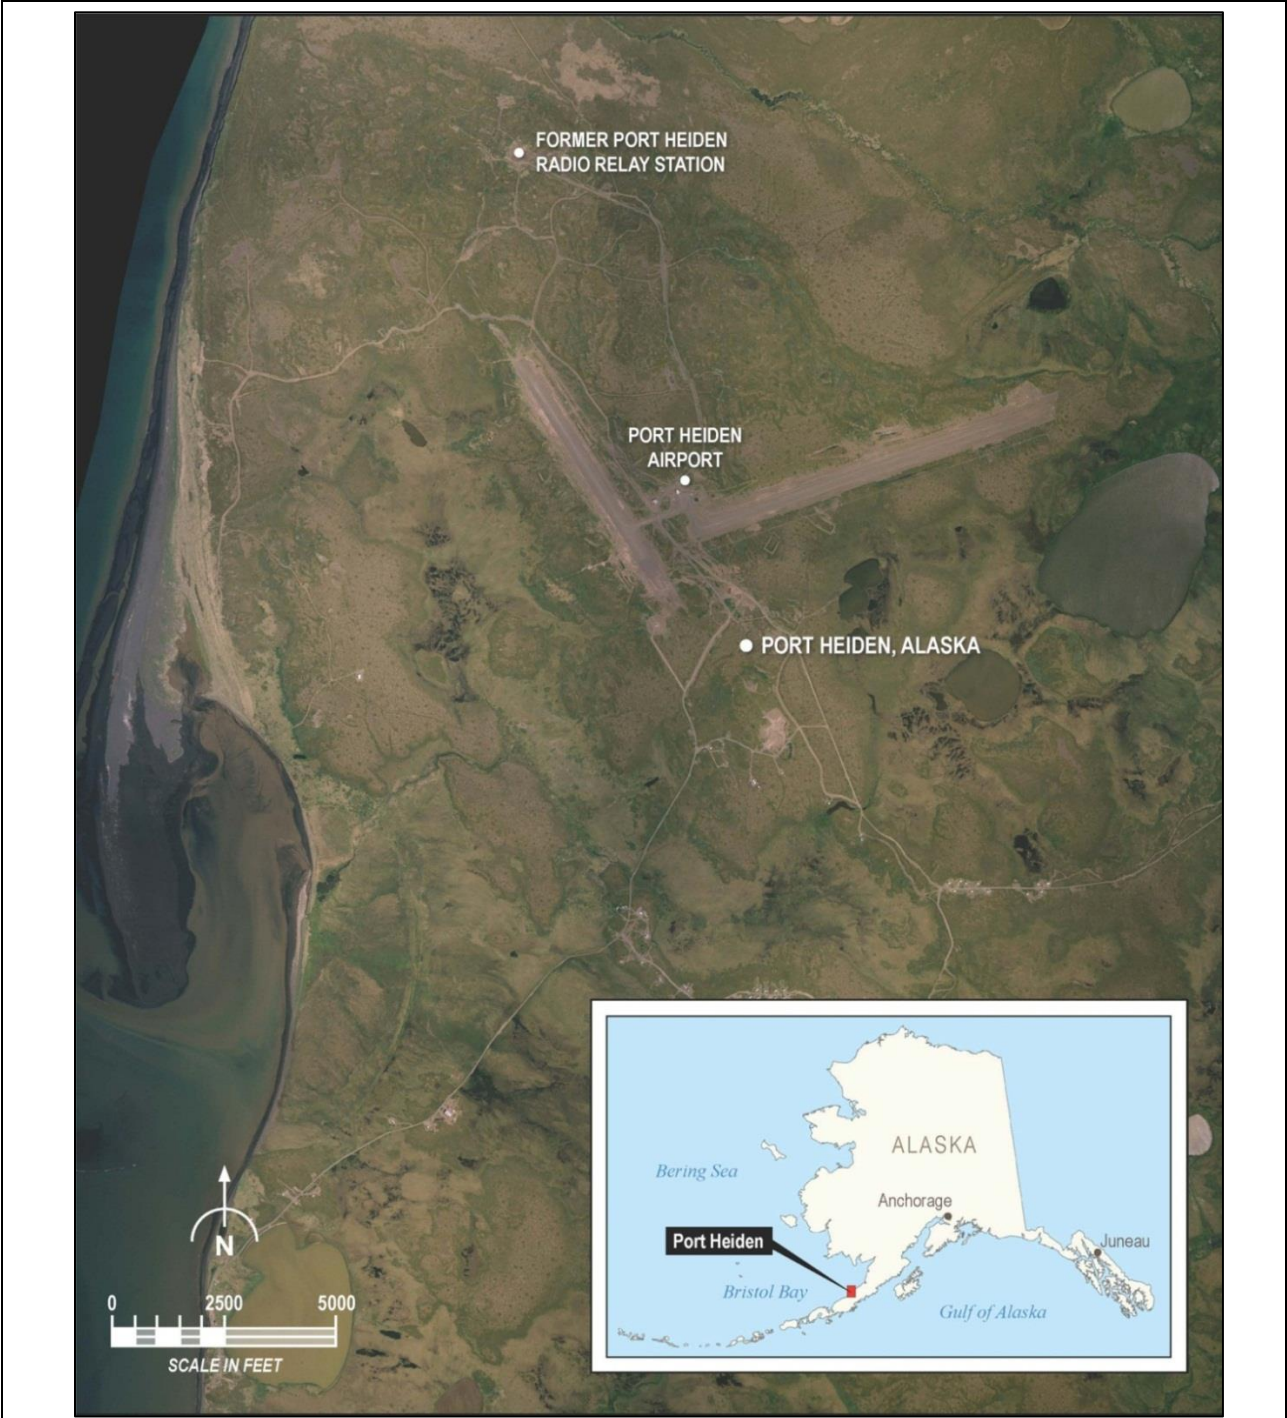 FORMER PORT HEIDEN
RADIO RELAY STATION
PORT HEIDEN
AIRPORT
PORT HEIDEN, ALASKA
N
0 2500 5000
SCALE IN FEET
ALASKA
Bering Sea
Anchorage
Port Heiden
Juneau
Bristol Bay
Gulf of Alaska